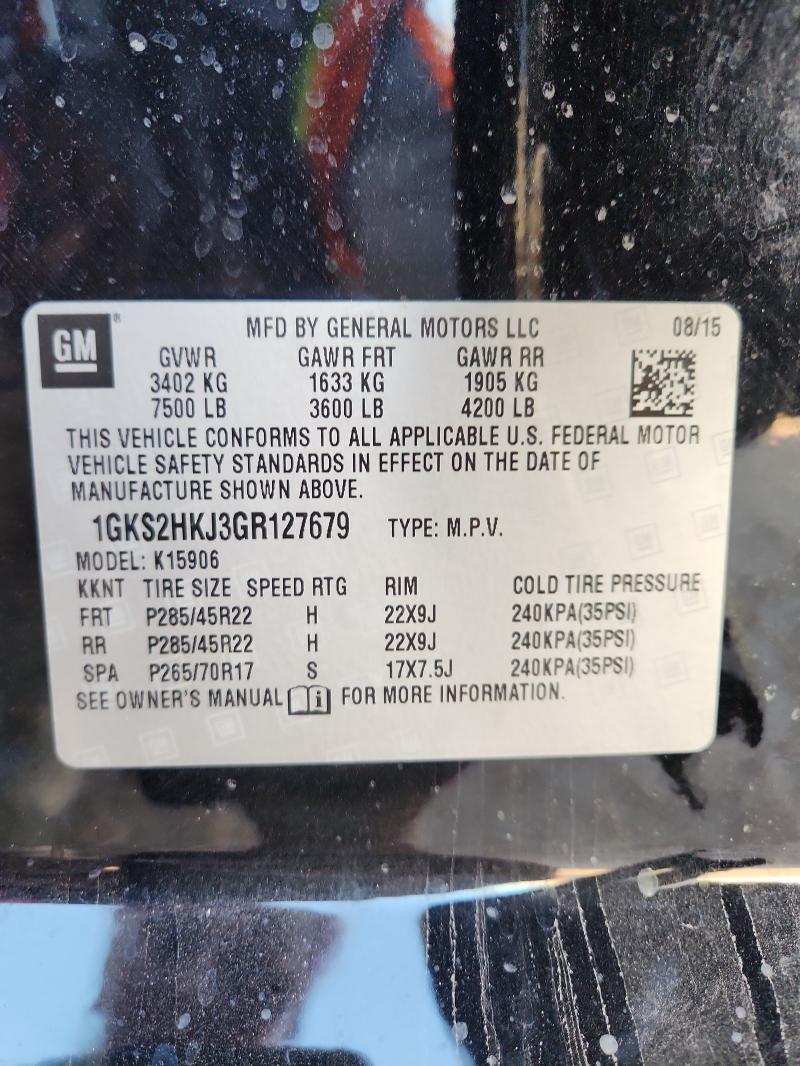 GM ® MFD BY GENERAL MOTORS LLC 08/15
GVWR GAWR FRT GAWR RR
3402 KG 1633 KG 1905 KG
7500 LB 3600 LB 4200 LB
THIS VEHICLE CONFORMS TO ALL APPLICABLE U.S. FEDERAL MOTOR
VEHICLE SAFETY STANDARDS IN EFFECT ON THE DATE OF
MANUFACTURE SHOWN ABOVE.
1GKS2HKJ3GR127679 TYPE: M.P.V.
MODEL: K15906
KKNT TIRE SIZE SPEED RTG RIM COLD TIRE PRESSURE
FRT P285/45R22 H 22X9J 240KPA(35PSI)
RR P285/45R22 H 22X9J 240KPA(35PSI)
SPA P265/70R17 S 17X7.5J 240KPA(35PSI)
SEE OWNER'S MANUAL i FOR MORE INFORMATION.